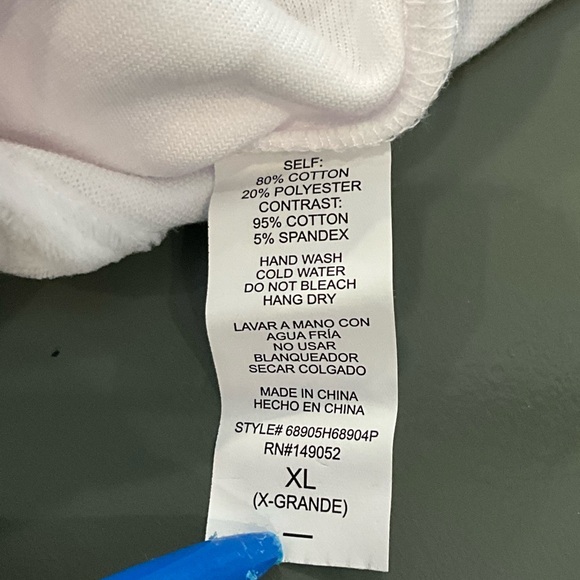 SELF:
80% COTTON
20% POLYESTER
CONTRAST:
95% COTTON
5% SPANDEX
HAND WASH
COLD WATER
DO NOT BLEACH
HANG DRY
LAVAR A MANO CON
AGUA FRÍA
NO USAR
BLANQUEADOR
SECAR COLGADO
MADE IN CHINA
HECHO EN CHINA
STYLE# 68905H68904P
RN#149052
XL
(X-GRANDE)
—